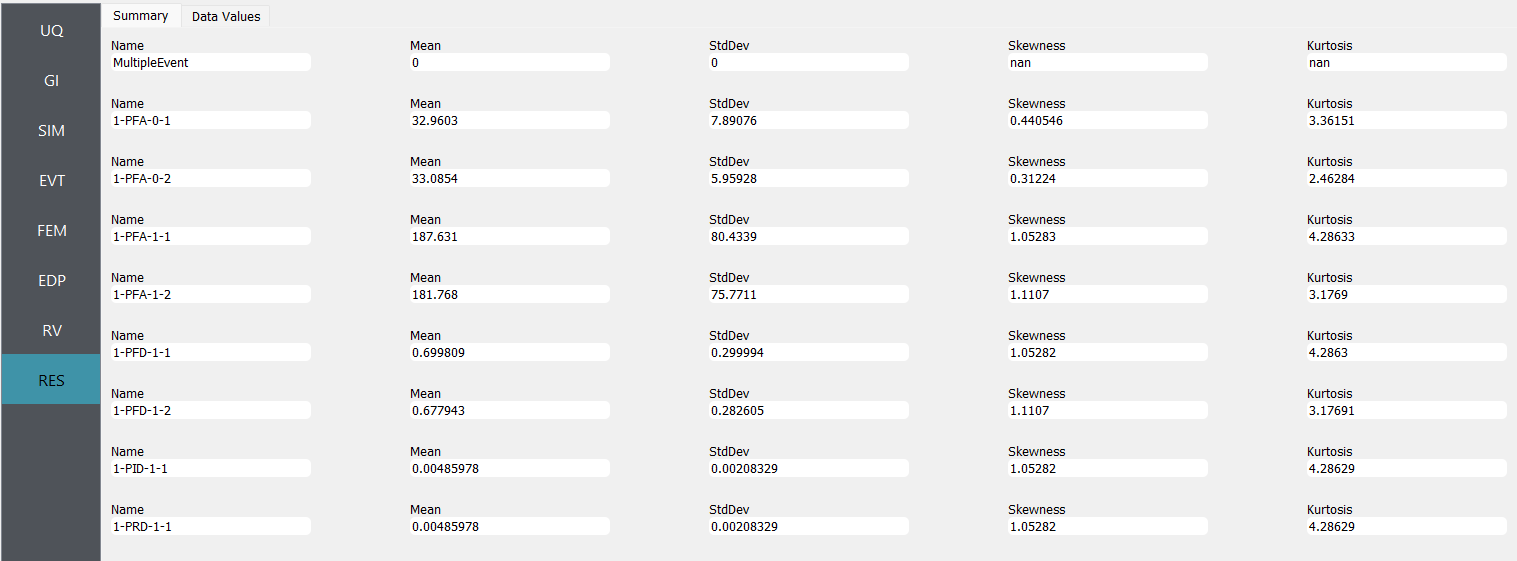 UQ
GI
SIM
EVT
FEM
EDP
RV
RES
Summary Data Values
Name Mean StdDev Skewness Kurtosis
MultipleEvent 0 0 nan nan
Name Mean StdDev Skewness Kurtosis
1-PFA-0-1 32.9603 7.89076 0.440546 3.36151
Name Mean StdDev Skewness Kurtosis
1-PFA-0-2 33.0854 5.95928 0.31224 2.46284
Name Mean StdDev Skewness Kurtosis
1-PFA-1-1 187.631 80.4339 1.05283 4.28633
Name Mean StdDev Skewness Kurtosis
1-PFA-1-2 181.768 75.7711 1.1107 3.1769
Name Mean StdDev Skewness Kurtosis
1-PFD-1-1 0.699809 0.299994 1.05282 4.2863
Name Mean StdDev Skewness Kurtosis
1-PFD-1-2 0.677943 0.282605 1.1107 3.17691
Name Mean StdDev Skewness Kurtosis
1-PID-1-1 0.00485978 0.00208329 1.05282 4.28629
Name Mean StdDev Skewness Kurtosis
1-PRD-1-1 0.00485978 0.00208329 1.05282 4.28629